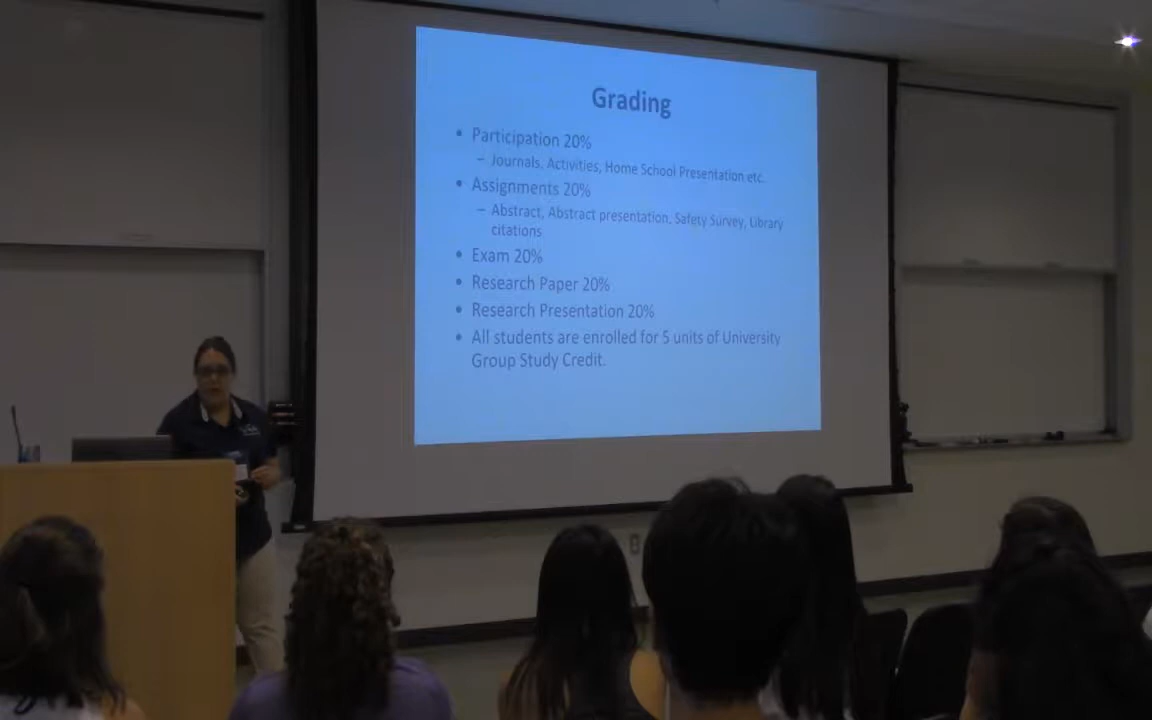 Grading
• Participation 20%
– Journals, Activities, Home School Presentation etc.
• Assignments 20%
– Abstract, Abstract presentation, Safety Survey, Library
citations
• Exam 20%
• Research Paper 20%
• Research Presentation 20%
• All students are enrolled for 5 units of University
Group Study Credit.